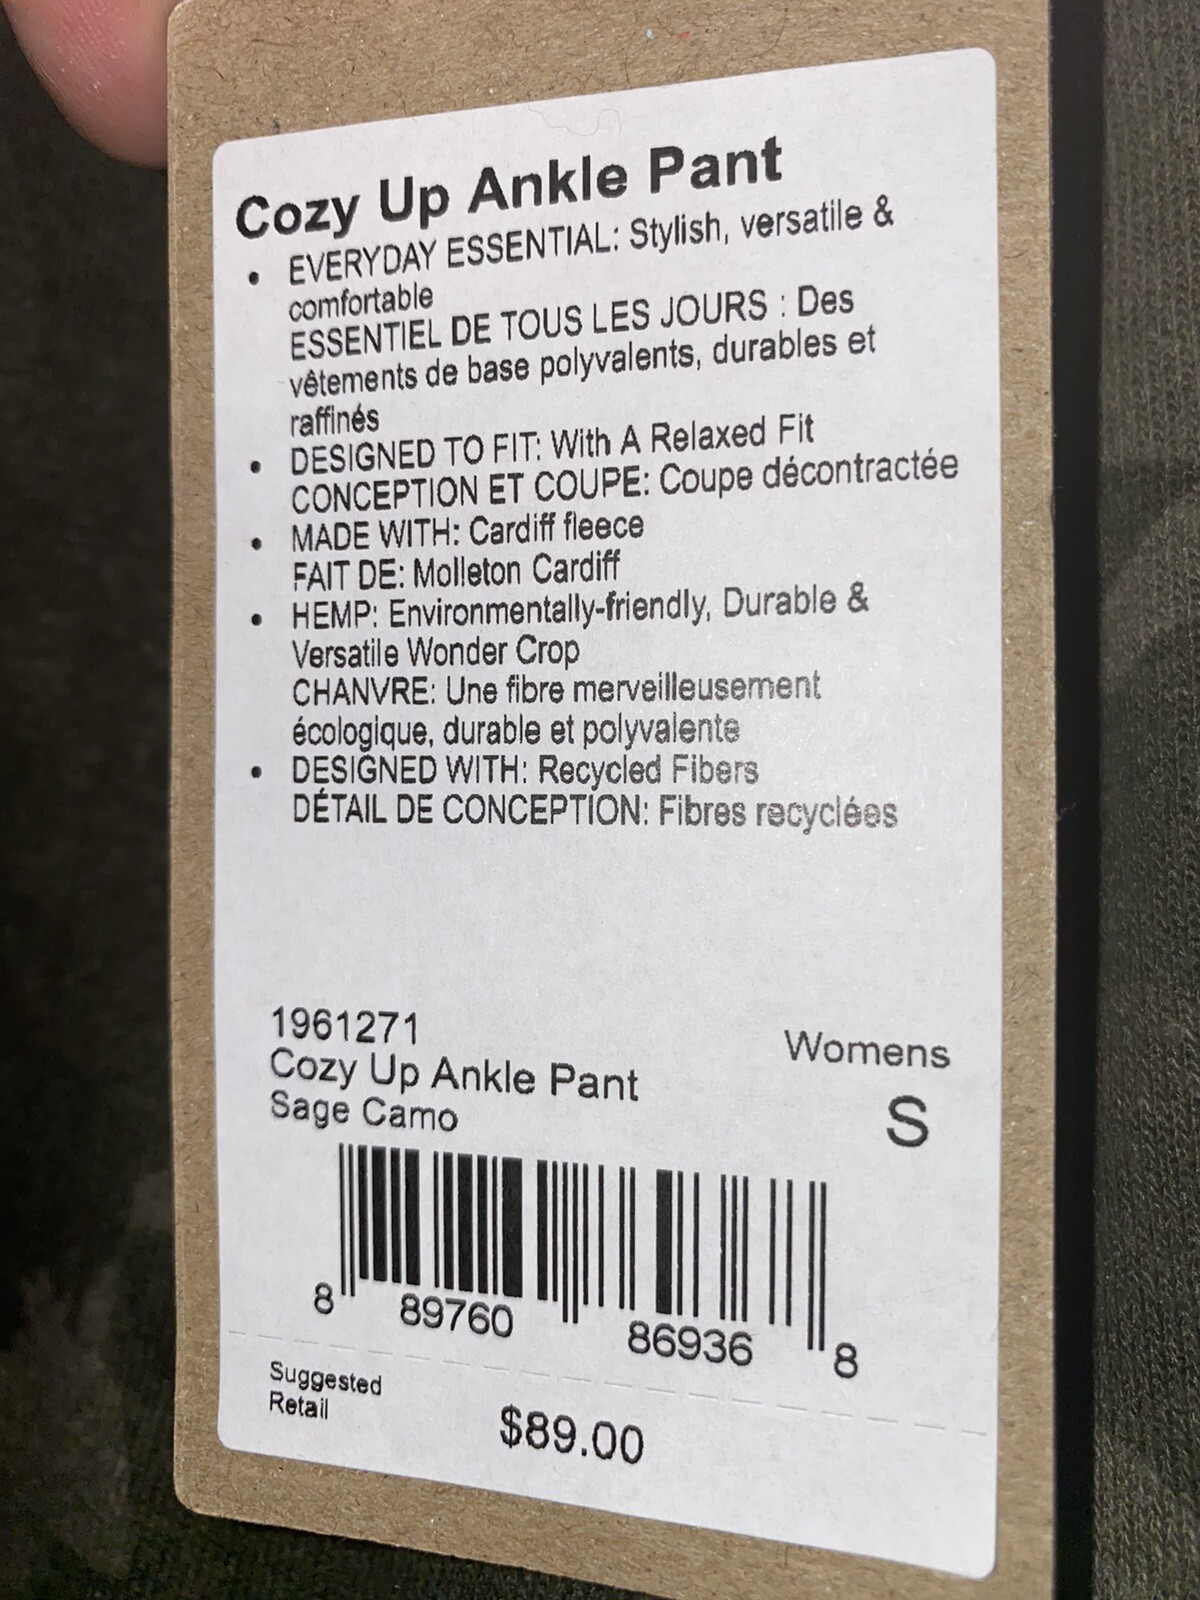 Cozy Up Ankle Pant
• EVERYDAY ESSENTIAL: Stylish, versatile &
comfortable
ESSENTIEL DE TOUS LES JOURS : Des
vêtements de base polyvalents, durables et
raffinés
• DESIGNED TO FIT: With A Relaxed Fit
CONCEPTION ET COUPE: Coupe décontractée
• MADE WITH: Cardiff fleece
FAIT DE: Molleton Cardiff
• HEMP: Environmentally-friendly, Durable &
Versatile Wonder Crop
CHANVRE: Une fibre merveilleusement
écologique, durable et polyvalente
• DESIGNED WITH: Recycled Fibers
DÉTAIL DE CONCEPTION: Fibres recyclées
1961271
Cozy Up Ankle Pant
Sage Camo
Womens
S
8 89760 86936 8
Suggested
Retail
$89.00